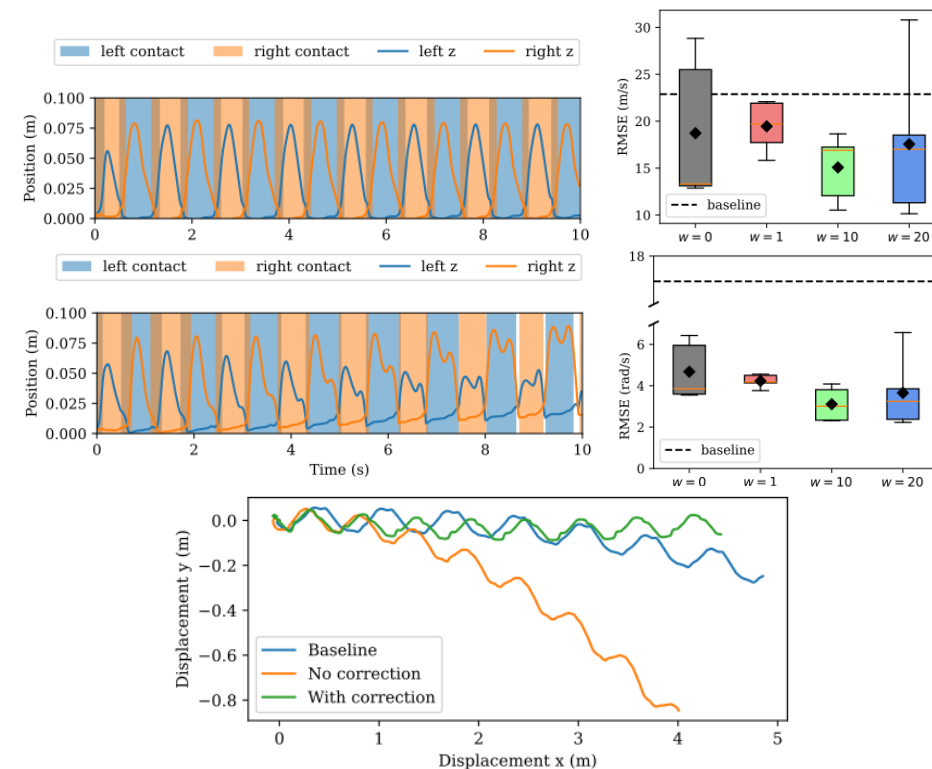 left contact right contact left z right z
Position (m)
0.100
0.075
0.050
0.025
0.000
0 2 4 6 8 10
left contact right contact left z right z
Position (m)
0.100
0.075
0.050
0.025
0.000
0 2 4 6 8 10
Time (s)
RMSE (m/s)
30
25
20
15
10
baseline
w = 0 w = 1 w = 10 w = 20
RMSE (rad/s)
18
6
4
2
0
baseline
w = 0 w = 1 w = 10 w = 20
Displacement y (m)
0.0
−0.2
−0.4
−0.6
−0.8
Baseline
No correction
With correction
0 1 2 3 4 5
Displacement x (m)